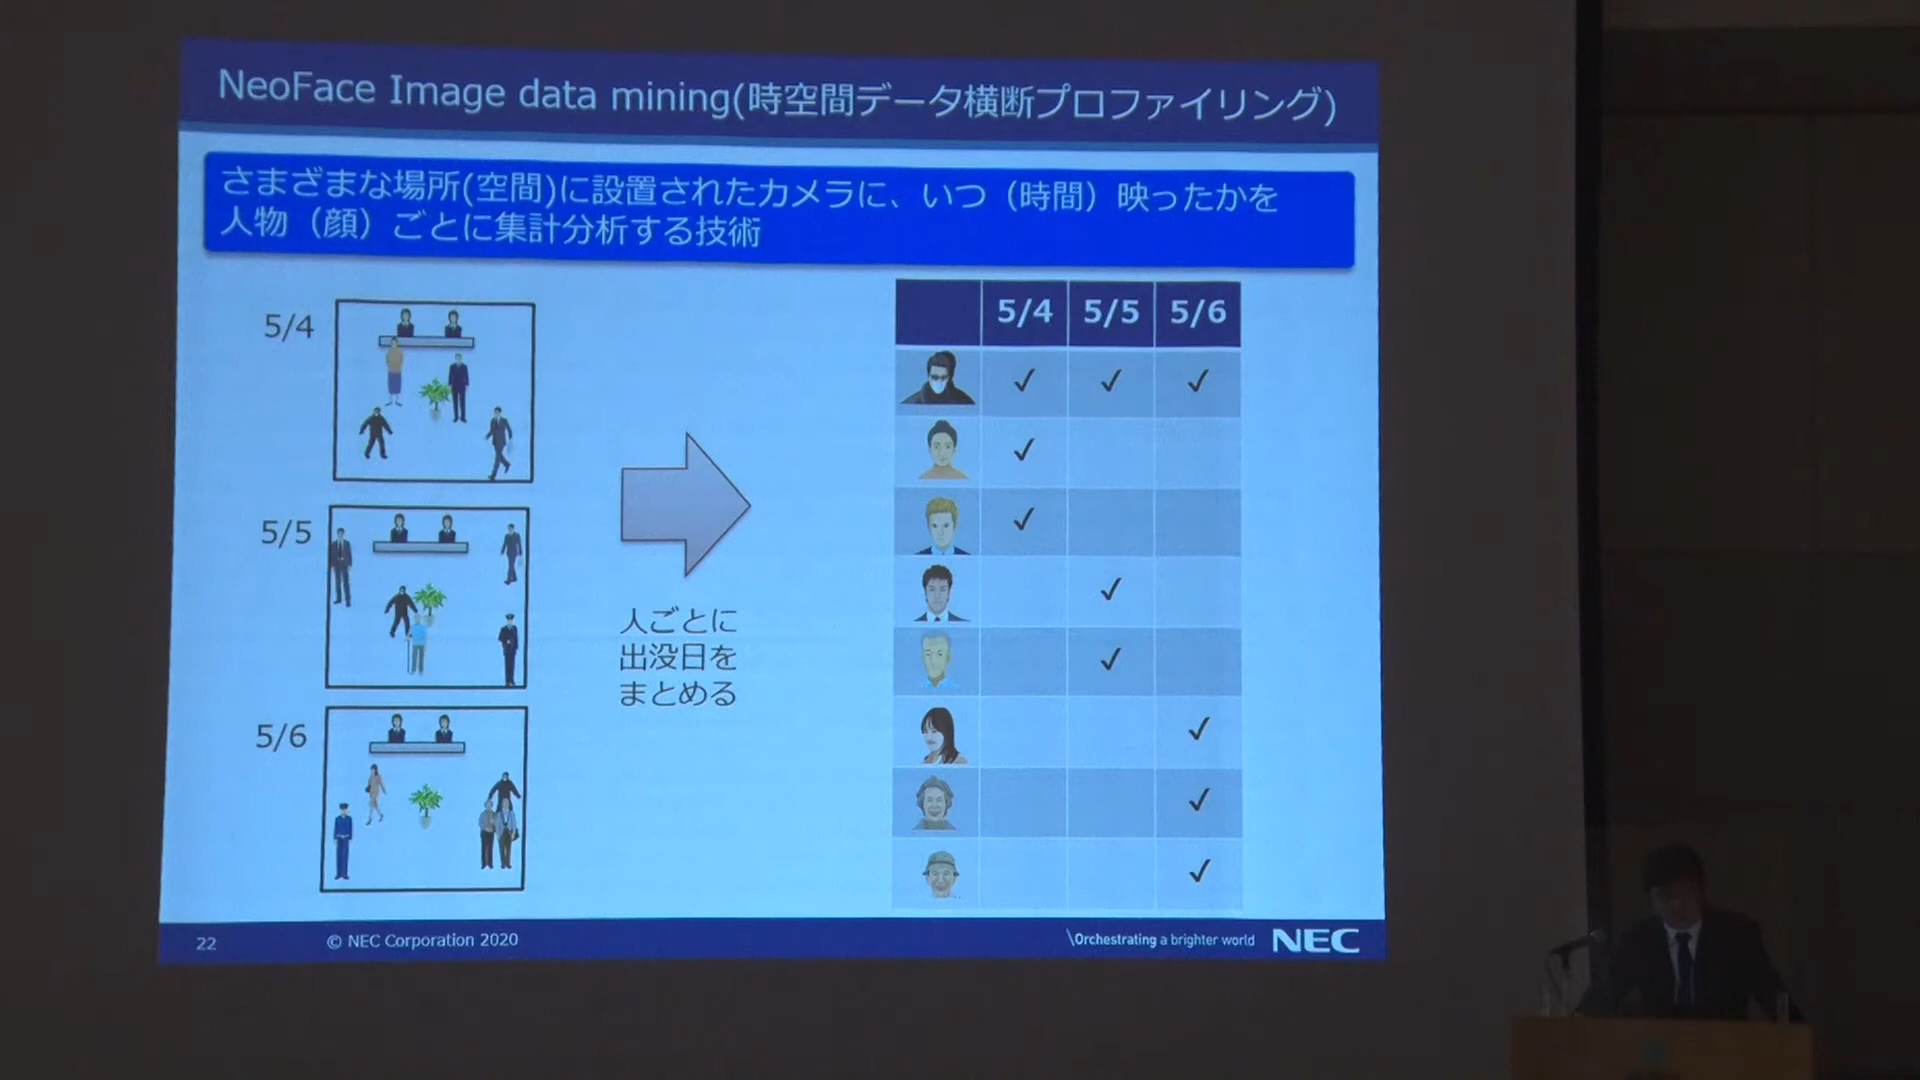 NeoFace Image data mining(時空間データ横断プロファイリング)
さまざまな場所(空間)に設置されたカメラに、いつ（時間）映ったかを
人物（顔）ごとに集計分析する技術
5/4
5/5
5/6
人ごとに
出没日を
まとめる
5/4 5/5 5/6
✓ ✓ ✓
✓
✓
✓
✓
✓
✓
✓
22 © NEC Corporation 2020 \Orchestrating a brighter world NEC